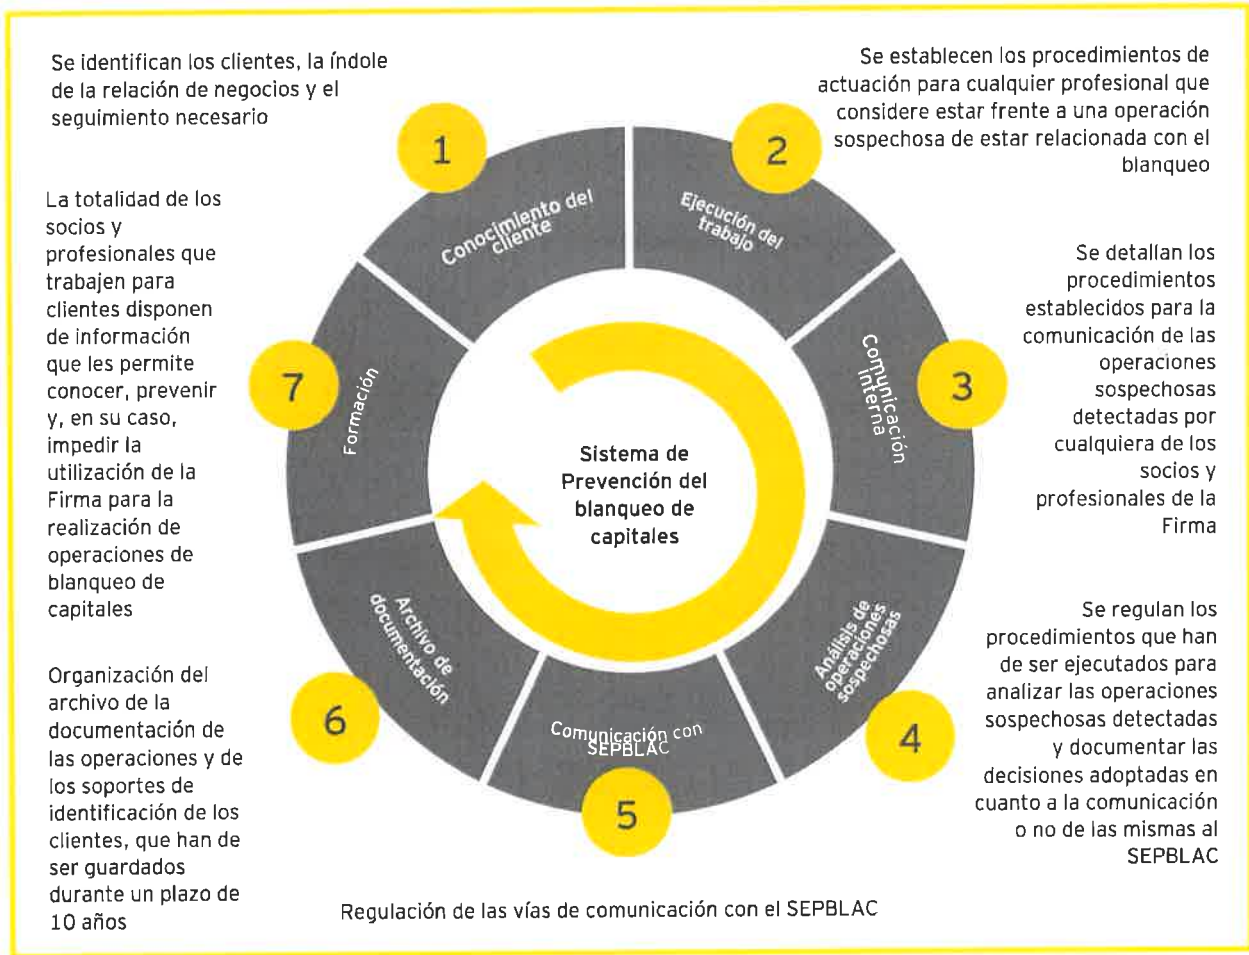 Se identifican los clientes, la índole
de la relación de negocios y el
seguimiento necesario
1
Conocimiento del
cliente
Se establecen los procedimientos de
actuación para cualquier profesional que
considere estar frente a una operación
sospechosa de estar relacionada con el
blanqueo
2
Ejecución del
trabajo
Se detallan los
procedimientos
establecidos para la
comunicación de las
operaciones
sospechosas
detectadas por
cualquiera de los
socios y
profesionales de la
Firma
3
Comunicación
interna
Se regulan los
procedimientos que han
de ser ejecutados para
analizar las operaciones
sospechosas detectadas
y documentar las
decisiones adoptadas en
cuanto a la comunicación
o no de las mismas al
SEPBLAC
4
Análisis de
operaciones
sospechosas
Comunicación con
SEPBLAC
5
Regulación de las vías de comunicación con el SEPBLAC
Archivo de
documentación
6
Organización del
archivo de la
documentación de
las operaciones y de
los soportes de
identificación de los
clientes, que han de
ser guardados
durante un plazo de
10 años
Formación
7
La totalidad de los
socios y
profesionales que
trabajen para
clientes disponen
de información
que les permite
conocer, prevenir
y, en su caso,
impedir la
utilización de la
Firma para la
realización de
operaciones de
blanqueo de
capitales
Sistema de
Prevención del
blanqueo de
capitales